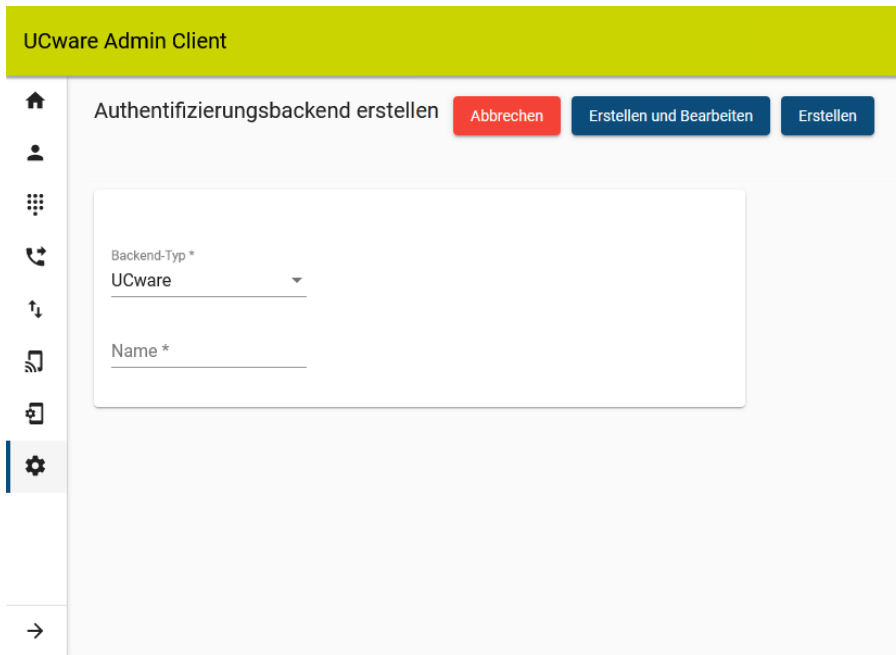 UCware Admin Client
Authentifizierungsbackend erstellen Abbrechen Erstellen und Bearbeiten Erstellen
Backend-Typ *
UCware
Name *